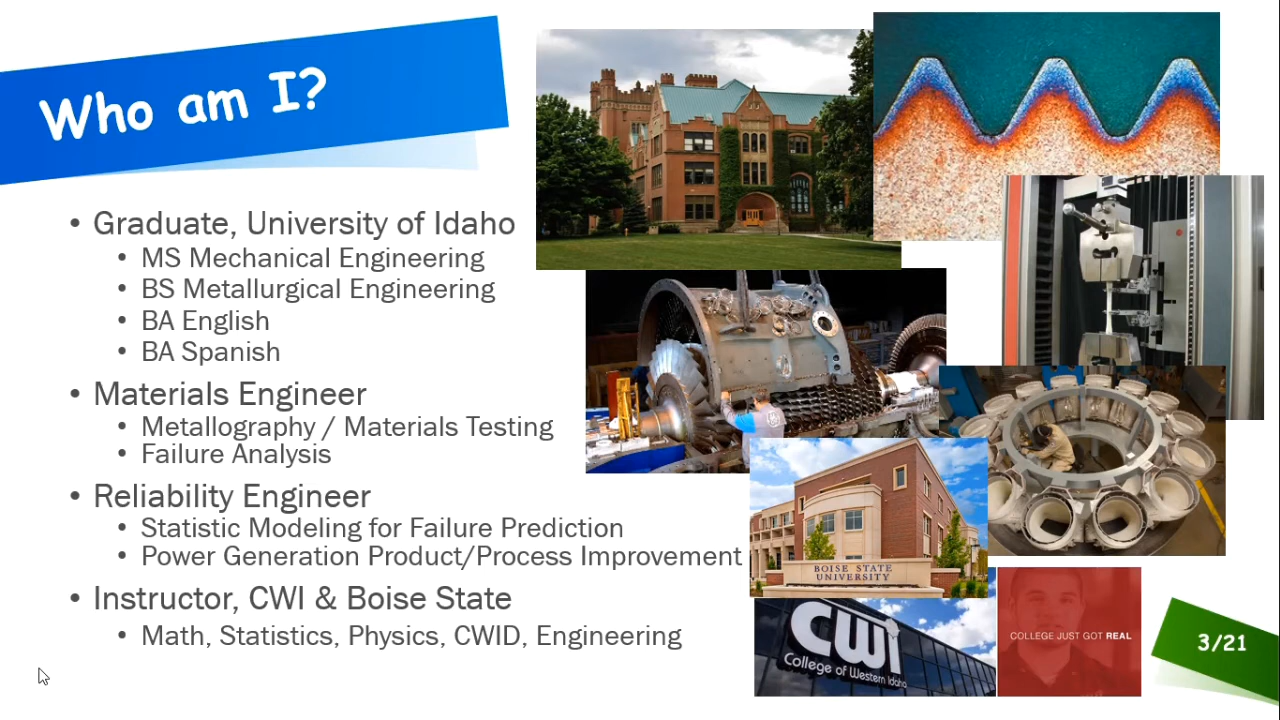 Who am I?
• Graduate, University of Idaho
• MS Mechanical Engineering
• BS Metallurgical Engineering
• BA English
• BA Spanish
• Materials Engineer
• Metallography / Materials Testing
• Failure Analysis
• Reliability Engineer
• Statistic Modeling for Failure Prediction
• Power Generation Product/Process Improvement
• Instructor, CWI & Boise State
• Math, Statistics, Physics, CWID, Engineering
BOISE STATE
UNIVERSITY
CWI
College of Western Idaho
COLLEGE JUST GOT REAL
3/21